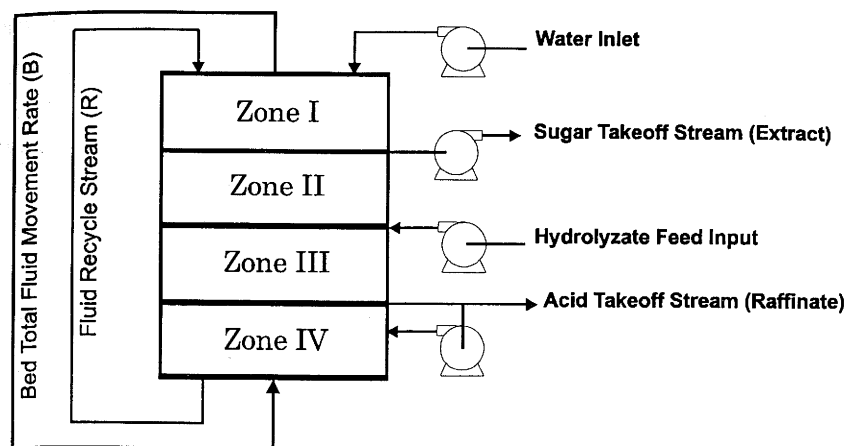 Bed Total Fluid Movement Rate (B)
Fluid Recycle Stream (R)
Water Inlet
Zone I
Sugar Takeoff Stream (Extract)
Zone II
Hydrolyzate Feed Input
Zone III
Acid Takeoff Stream (Raffinate)
Zone IV